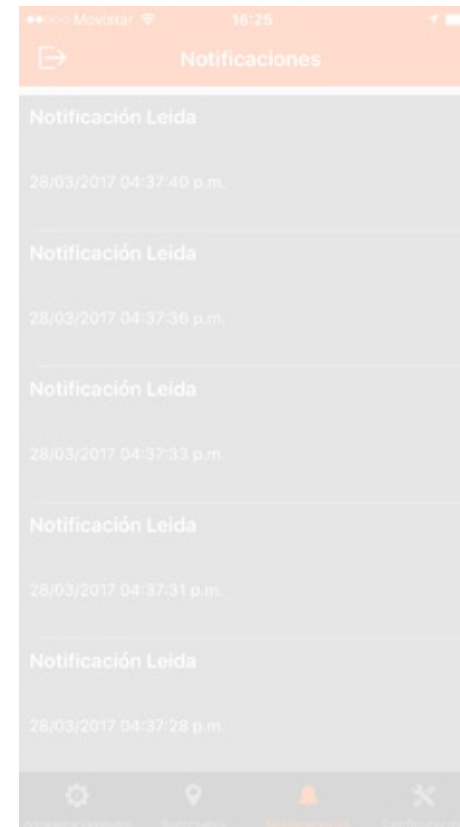 Movistar 16:25
Notificaciones
Notificación Leida
28/03/2017 04:37:40 p.m.
Notificación Leida
28/03/2017 04:37:36 p.m.
Notificación Leida
28/03/2017 04:37:33 p.m.
Notificación Leida
28/03/2017 04:37:31 p.m.
Notificación Leida
28/03/2017 04:37:28 p.m.
Sucursales Notificaciones